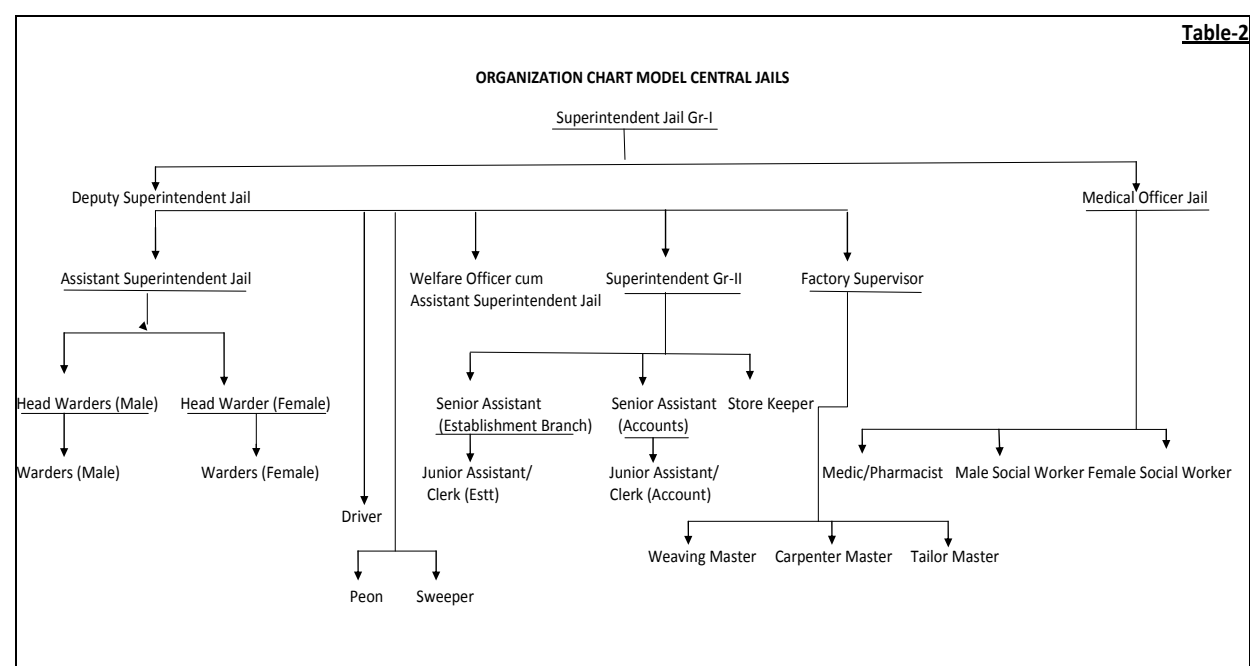 Table-2
ORGANIZATION CHART MODEL CENTRAL JAILS
Superintendent Jail Gr-I
Deputy Superintendent Jail
Medical Officer Jail
Assistant Superintendent Jail
Welfare Officer cum
Assistant Superintendent Jail
Superintendent Gr-II
Factory Supervisor
Head Warders (Male)
Head Warder (Female)
Senior Assistant
(Establishment Branch)
Senior Assistant
(Accounts)
Store Keeper
Warders (Male)
Warders (Female)
Junior Assistant/
Clerk (Estt)
Junior Assistant/
Clerk (Account)
Medic/Pharmacist
Male Social Worker
Female Social Worker
Driver
Weaving Master
Carpenter Master
Tailor Master
Peon
Sweeper